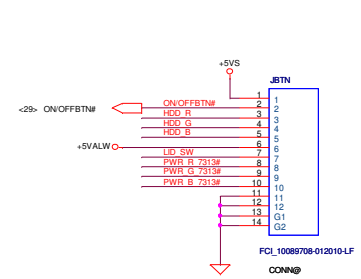 +5VS
JBTN
1 1
<29> ON/OFFBTN# ON/OFFBTN# 2 2
HDD_R 3 3
HDD_G 4 4
HDD_B 5 5
+5VALW 6 6
LID_SW 7 7
PWR_R_7313# 8 8
PWR_G_7313# 9 9
PWR_B_7313# 10 10
11 11
12 12
13 G1
14 G2
FCI_10089708-012010-LF
CONN@